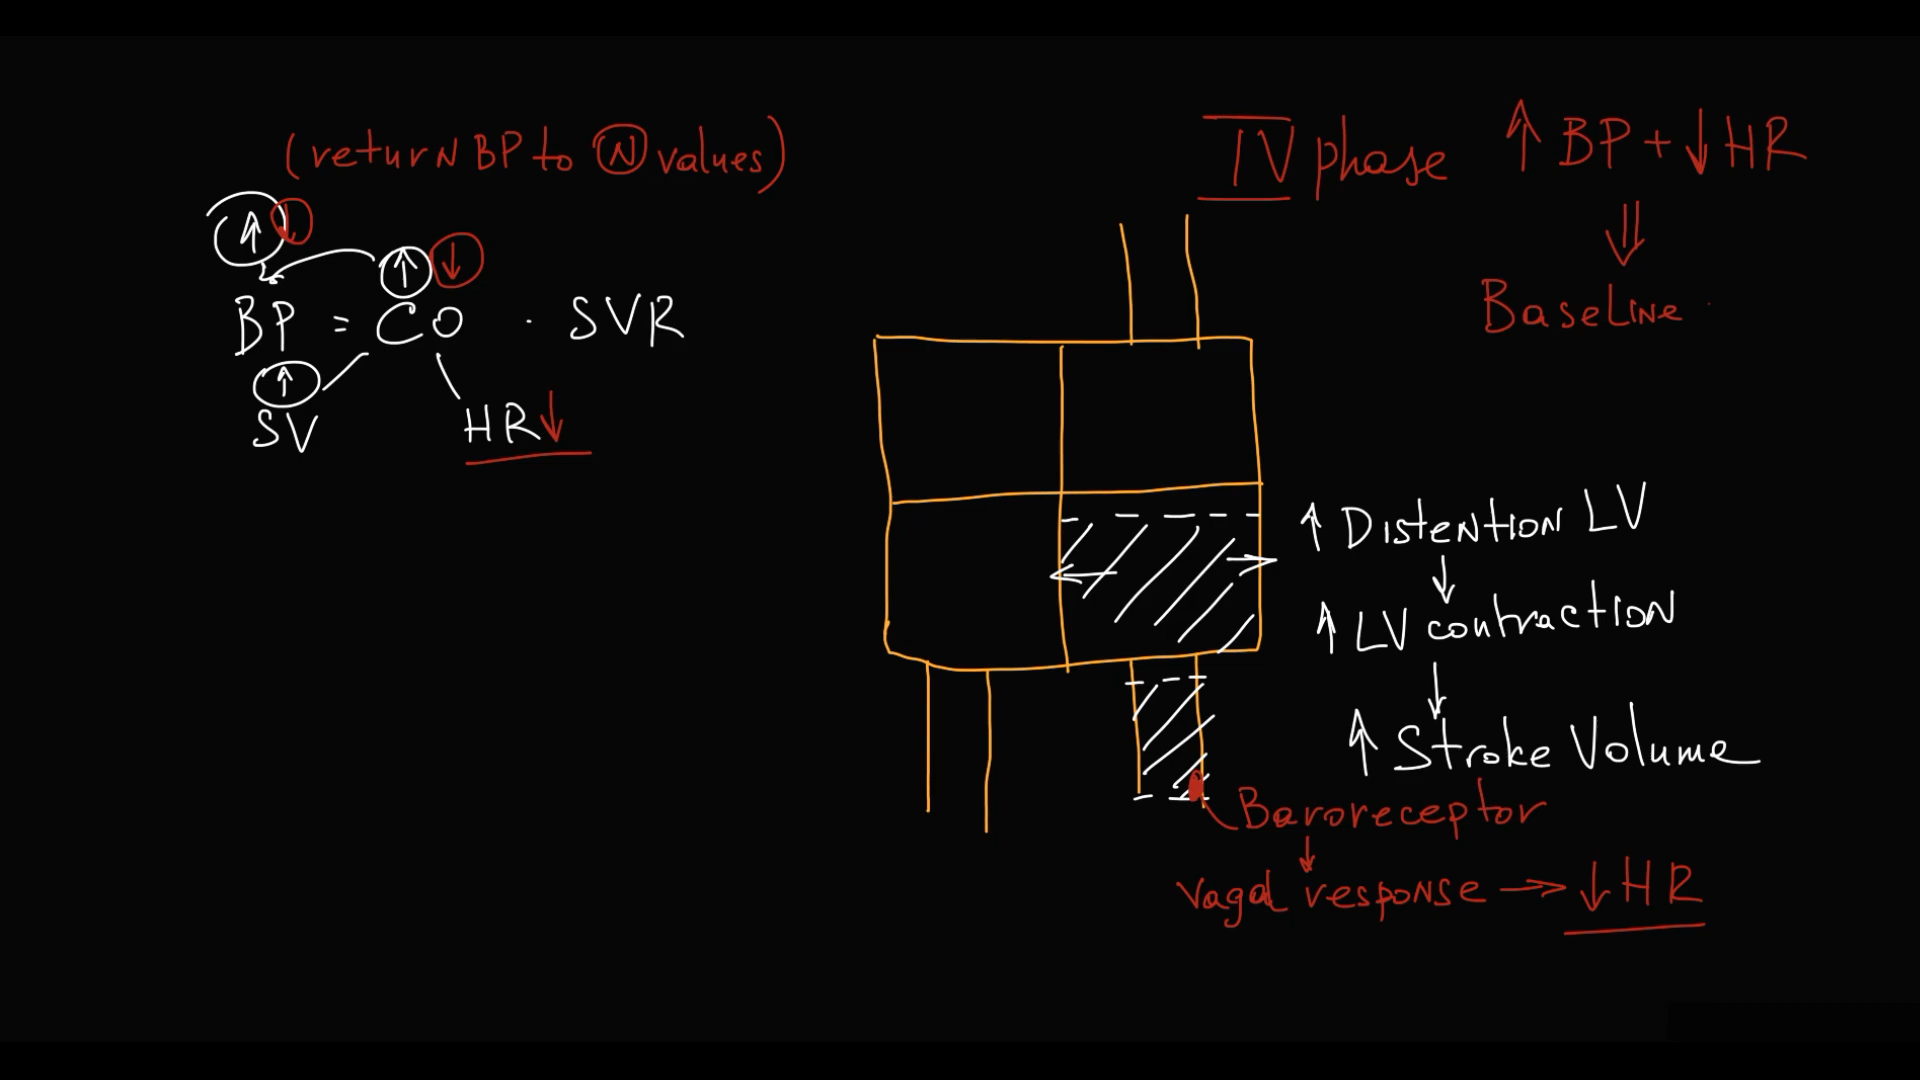 (return BP to N values)
IV phase ↑ BP + ↓ HR
⇓
Baseline
↑ ↓ ↑ ↓
BP = CO · SVR
↑
SV HR ↓
↑ Distention LV
↓
↑ LV contraction
↓
↑ Stroke Volume
Baroreceptor
↓
Vagal response → ↓ HR